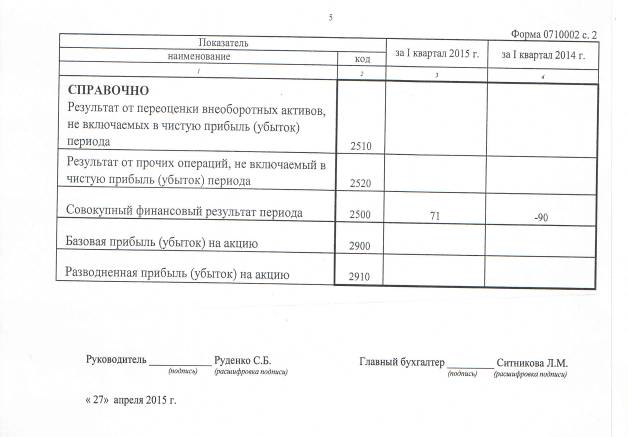 5
Форма 0710002 с. 2
Показатель
за I квартал 2015 г.
за I квартал 2014 г.
наименование
код
1
2
3
4
СПРАВОЧНО
Результат от переоценки внеоборотных активов,
не включаемых в чистую прибыль (убыток)
периода
2510
Результат от прочих операций, не включаемый в
чистую прибыль (убыток) периода
2520
Совокупный финансовый результат периода 2500 71 -90
Базовая прибыль (убыток) на акцию 2900
Разводненная прибыль (убыток) на акцию 2910
Руководитель ____________ Руденко С.Б.
(подпись) (расшифровка подписи)
Главный бухгалтер _________ Ситникова Л.М.
(подпись) (расшифровка подписи)
« 27» апреля 2015 г.